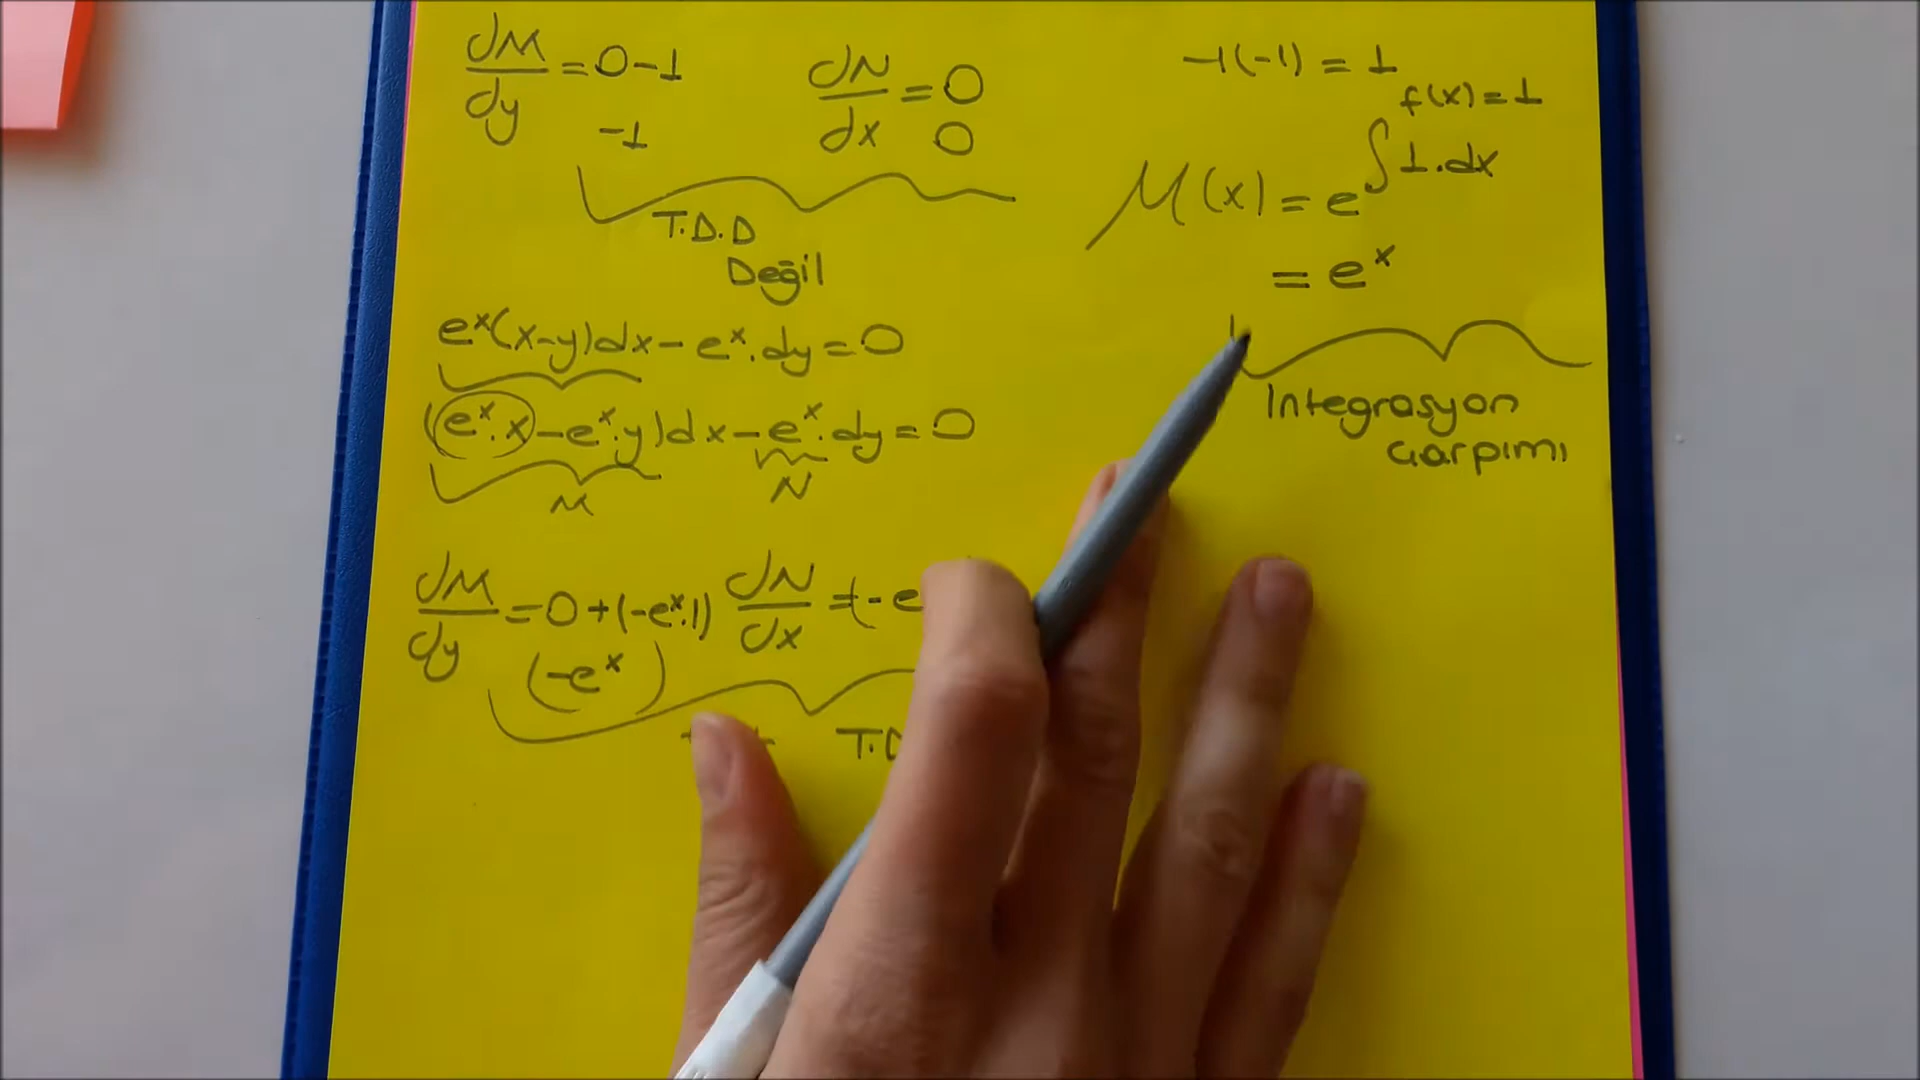 dM/dy = 0-1
-1
dN/dx = 0
0
T.D.D
Değil
e^x(x-y)dx - e^x.dy = 0
(e^x.x - e^x.y)dx - e^x.dy = 0
M
N
dM/dy = 0 + (-e^x.1)
(-e^x)
dN/dx = (-e
T.D
-1(-1) = 1
f(x) = 1
M(x) = e^∫1.dx
= e^x
Integrasyon
Çarpımı